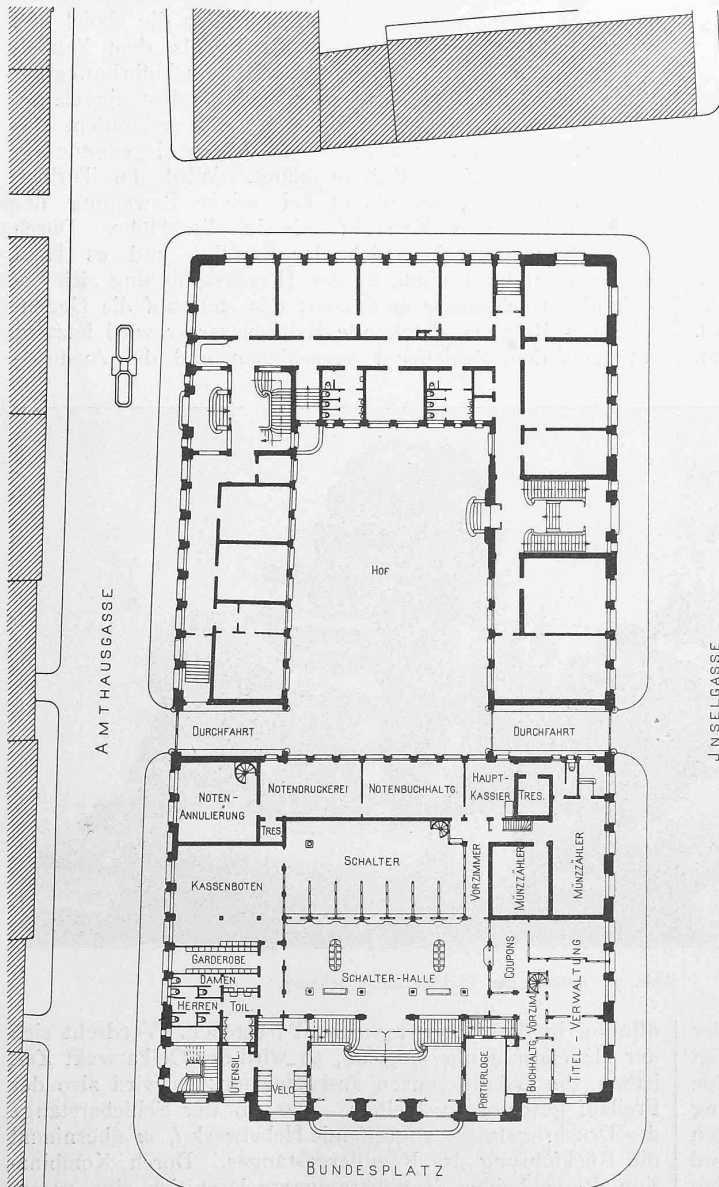 HOF
AMTHAUSGASSE
JNSELGASSE
DURCHFAHRT
DURCHFAHRT
NOTEN-
ANNULIERUNG
NOTENDRUCKEREI
NOTENBUCHHALTG.
HAUPT-
KASSIER
TRES.
TRES.
SCHALTER
VORZIMMER
MÜNZZÄHLER
MÜNZZÄHLER
KASSENBOTEN
GARDEROBE
DAMEN
HERREN
TOIL
SCHALTER-HALLE
COUPONS
VORZIM.
BUCHHALTG.
TITEL-VERWALTUNG
UTENSIL.
VELO
PORTIERLOGE
BUNDESPLATZ